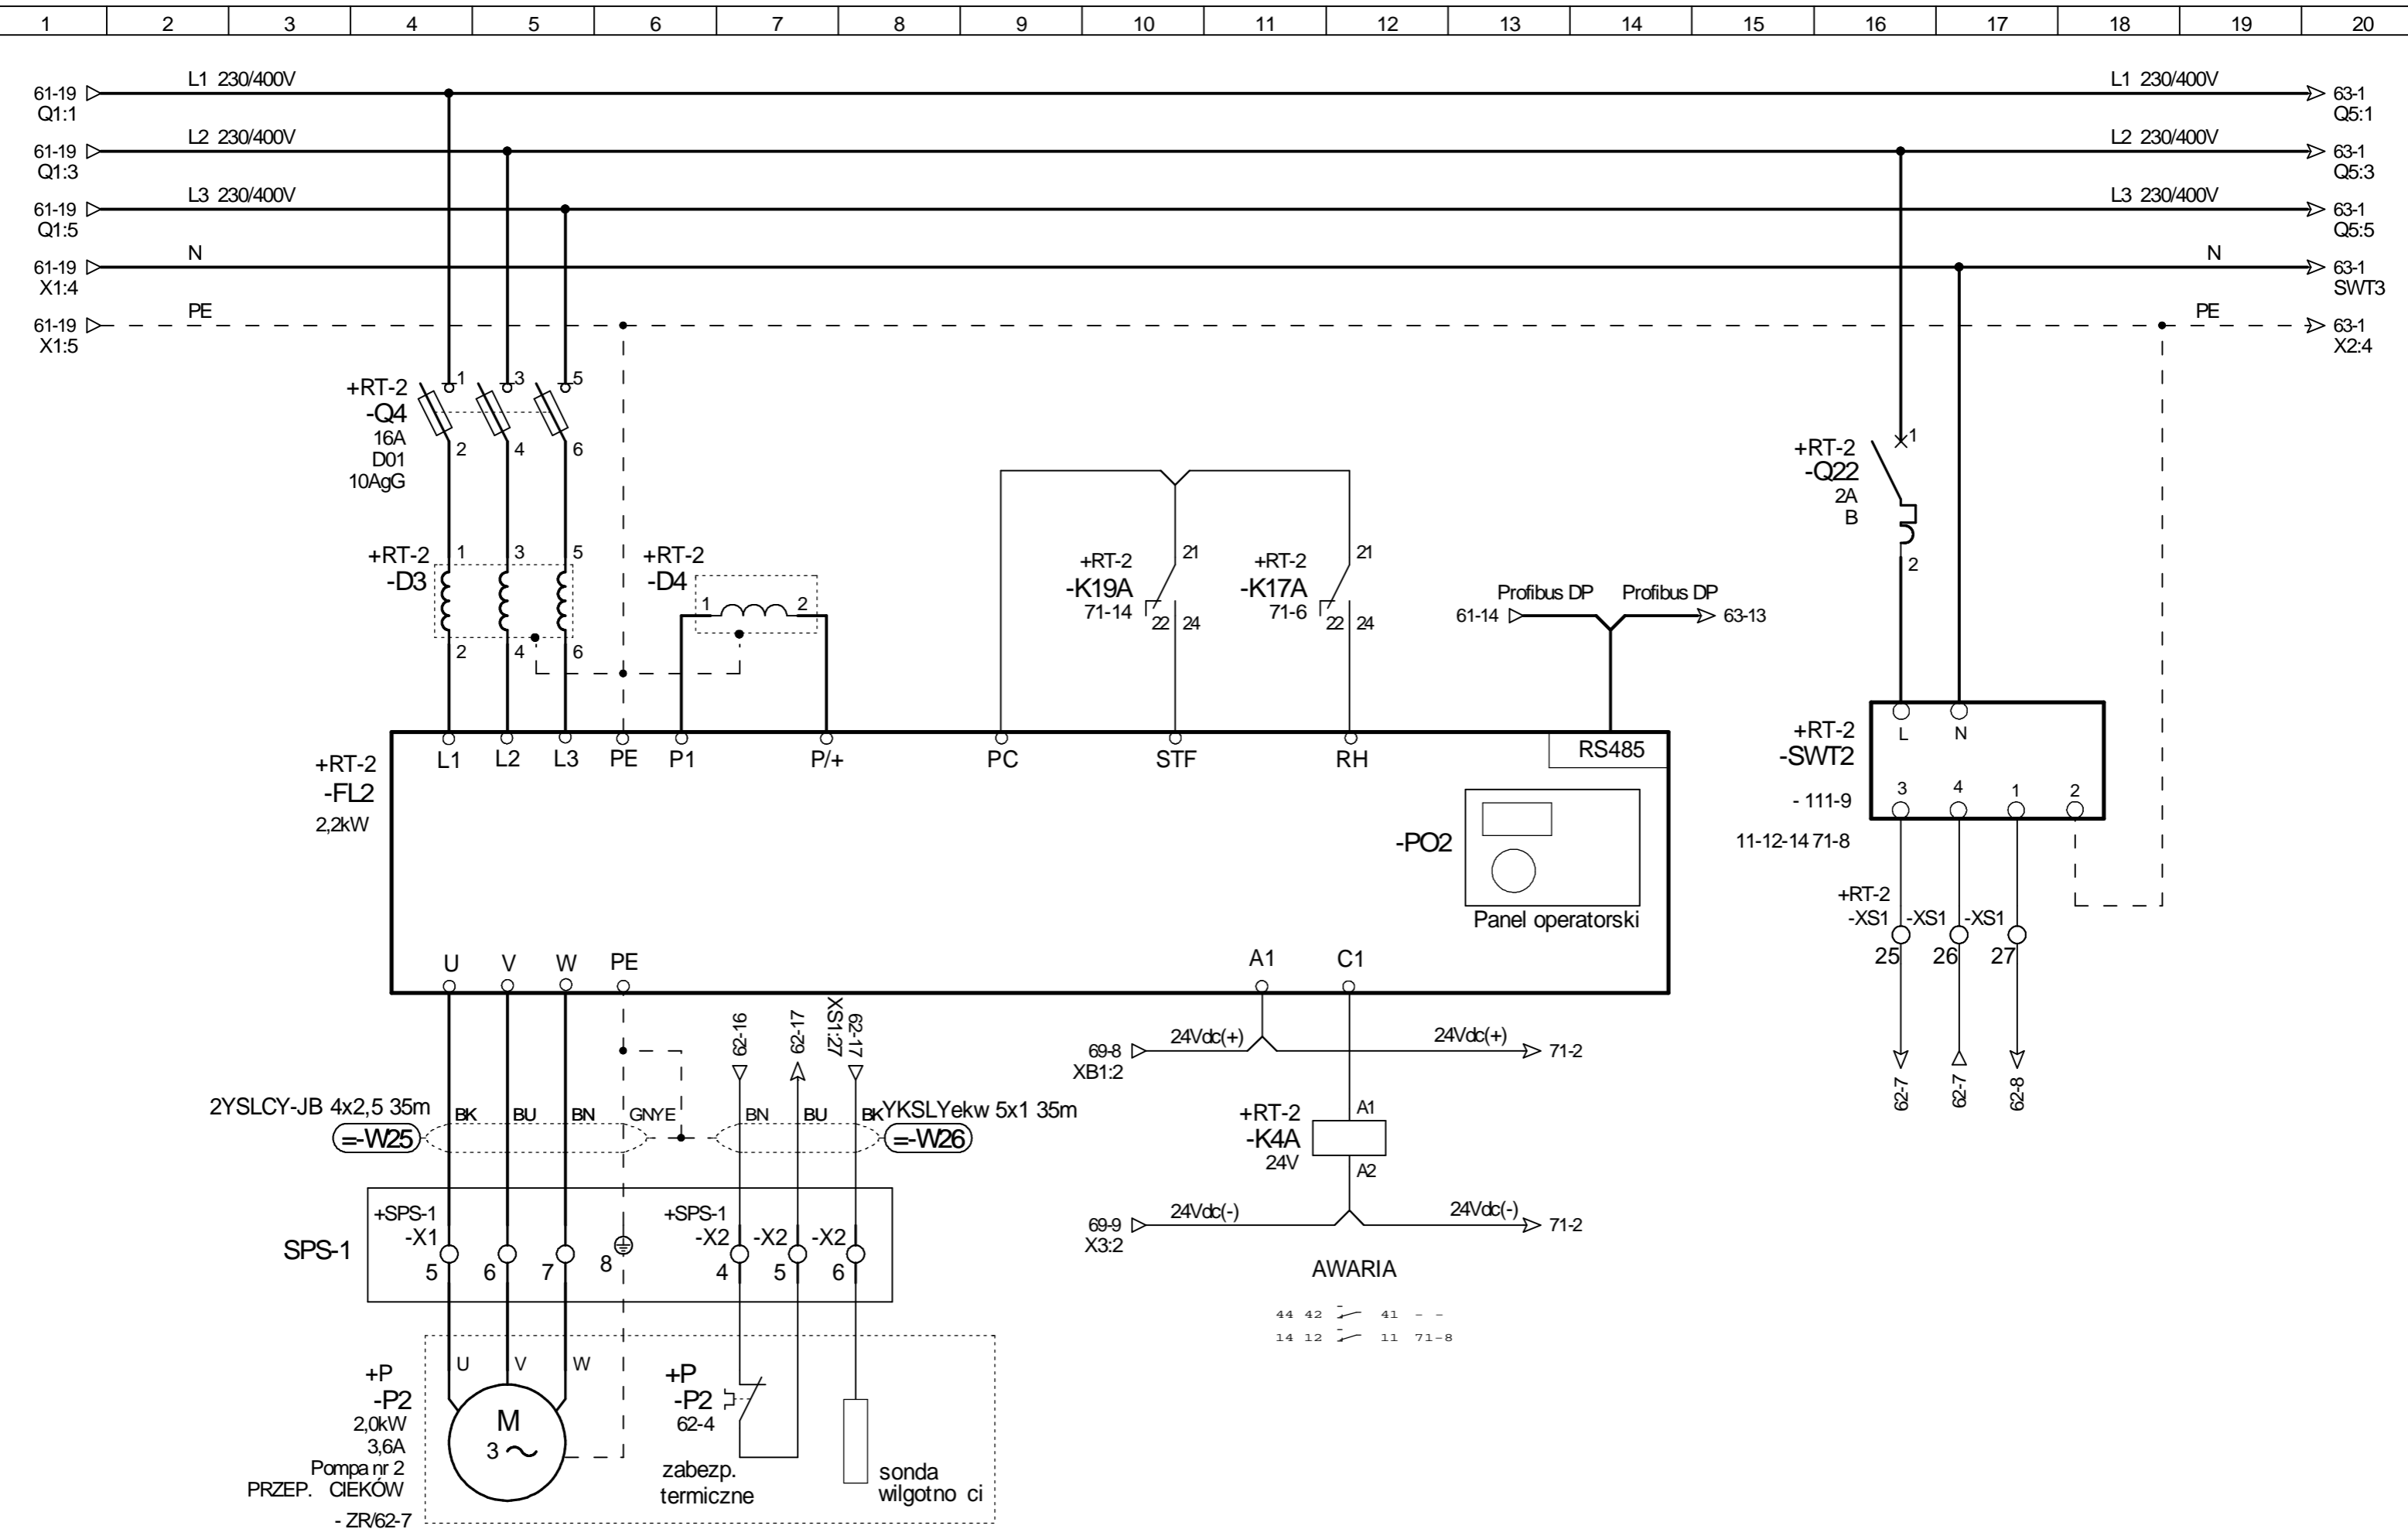 1 2 3 4 5 6 7 8 9 10 11 12 13 14 15 16 17 18 19 20
61-19 L1 230/400V L1 230/400V 63-1
Q1:1 Q5:1
61-19 L2 230/400V L2 230/400V 63-1
Q1:3 Q5:3
61-19 L3 230/400V L3 230/400V 63-1
Q1:5 Q5:5
61-19 N N 63-1
X1:4 SWT3
61-19 PE PE 63-1
X1:5 X2:4
+RT-2 1 3 5
-Q4
16A
D01
10AgG
2 4 6
+RT-2 1 3 5
-D3
2 4 6
+RT-2
-D4
1 2
+RT-2 21
-K19A
71-14
22 24
+RT-2 21
-K17A
71-6
22 24
Profibus DP Profibus DP
61-14 63-13
+RT-2 1
-Q22
2A
B
2
+RT-2
-FL2
2,2kW
L1 L2 L3 PE P1 P/+ PC STF RH RS485
-PO2
Panel operatorski
U V W PE A1 C1
+RT-2
-SWT2
L N
3 4 1 2
- 111-9
11-12-14 71-8
+RT-2
-XS1 -XS1 -XS1
25 26 27
62-7 62-7 62-8
62-16 62-17 XS1:27 62-17
69-8 24Vdc(+) 24Vdc(+) 71-2
XB1:2
2YSLCY-JB 4x2,5 35m BK BU BN GNYE BN BU BK YKSLYekw 5x1 35m
=-W25 =-W26
+RT-2 A1
-K4A
24V
A2
69-9 24Vdc(-) 24Vdc(-) 71-2
X3:2
AWARIA
44 42 41 - -
14 12 11 71-8
SPS-1
+SPS-1 +SPS-1
-X1 -X2 -X2 -X2
5 6 7 8 4 5 6
U V W
+P
-P2
2,0kW
3,6A
Pompa nr 2
PRZEP. CIEKÓW
- ZR/62-7
M
3
+P
-P2
62-4
zabezp.
termiczne
sonda
wilgotno ci